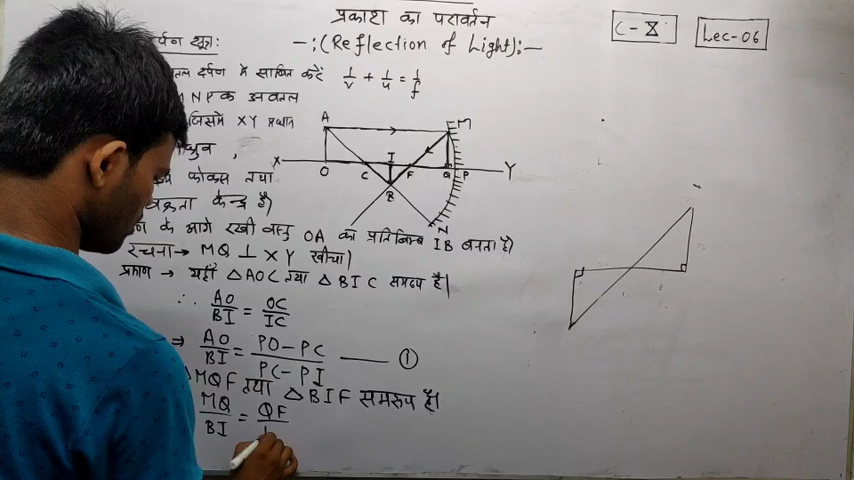 प्रकाश का परावर्तन
C-X
Lec-06
र्पण सूत्र:
-:(Reflection of Light):-
दर्पण में साबित करें 1/v + 1/u = 1/f
MNP एक अवतल
जिसमें XY प्रधान
A
M
X
O
C
I
F
Q
P
Y
B
N
फोकस तथा
वक्रता केन्द्र है।
के आगे रखी वस्तु OA का प्रतिबिम्ब IB बनता है।
रचना → MQ ⊥ XY खींचा।
प्रमाण → यहाँ △AOC तथा △BIC समरूप है।
∴ AO/BI = OC/IC
⇒ AO/BI = PO-PC/PC-PI —— ①
△MQF तथा △BIF समरूप है।
MQ/BI = QF